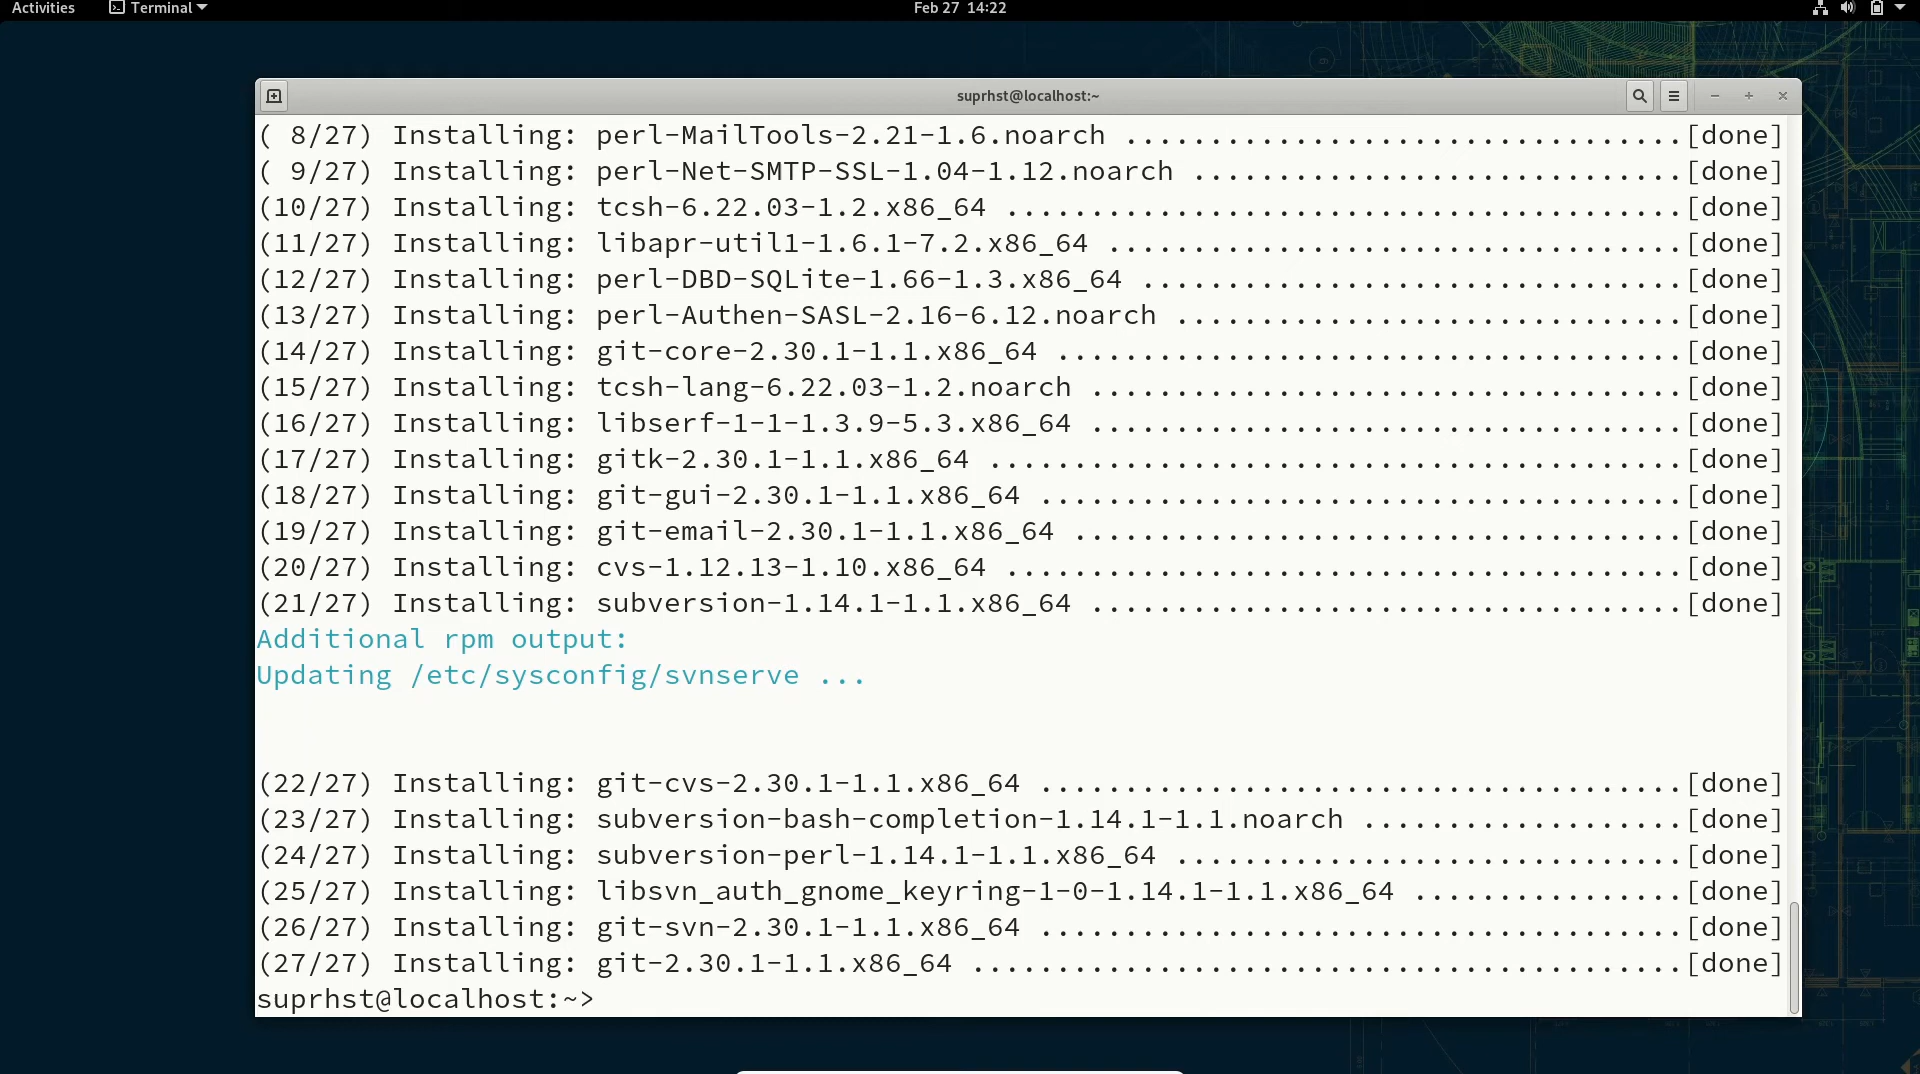 Activities Terminal Feb 27 14:22
suprhst@localhost:~
( 8/27) Installing: perl-MailTools-2.21-1.6.noarch .................................[done]
( 9/27) Installing: perl-Net-SMTP-SSL-1.04-1.12.noarch .............................[done]
(10/27) Installing: tcsh-6.22.03-1.2.x86_64 ........................................[done]
(11/27) Installing: libapr-util1-1.6.1-7.2.x86_64 ..................................[done]
(12/27) Installing: perl-DBD-SQLite-1.66-1.3.x86_64 ................................[done]
(13/27) Installing: perl-Authen-SASL-2.16-6.12.noarch ..............................[done]
(14/27) Installing: git-core-2.30.1-1.1.x86_64 .....................................[done]
(15/27) Installing: tcsh-lang-6.22.03-1.2.noarch ...................................[done]
(16/27) Installing: libserf-1-1-1.3.9-5.3.x86_64 ...................................[done]
(17/27) Installing: gitk-2.30.1-1.1.x86_64 .........................................[done]
(18/27) Installing: git-gui-2.30.1-1.1.x86_64 ......................................[done]
(19/27) Installing: git-email-2.30.1-1.1.x86_64 ....................................[done]
(20/27) Installing: cvs-1.12.13-1.10.x86_64 ........................................[done]
(21/27) Installing: subversion-1.14.1-1.1.x86_64 ...................................[done]
Additional rpm output:
Updating /etc/sysconfig/svnserve ...
(22/27) Installing: git-cvs-2.30.1-1.1.x86_64 ......................................[done]
(23/27) Installing: subversion-bash-completion-1.14.1-1.1.noarch ...................[done]
(24/27) Installing: subversion-perl-1.14.1-1.1.x86_64 ..............................[done]
(25/27) Installing: libsvn_auth_gnome_keyring-1-0-1.14.1-1.1.x86_64 ................[done]
(26/27) Installing: git-svn-2.30.1-1.1.x86_64 ......................................[done]
(27/27) Installing: git-2.30.1-1.1.x86_64 ..........................................[done]
suprhst@localhost:~>